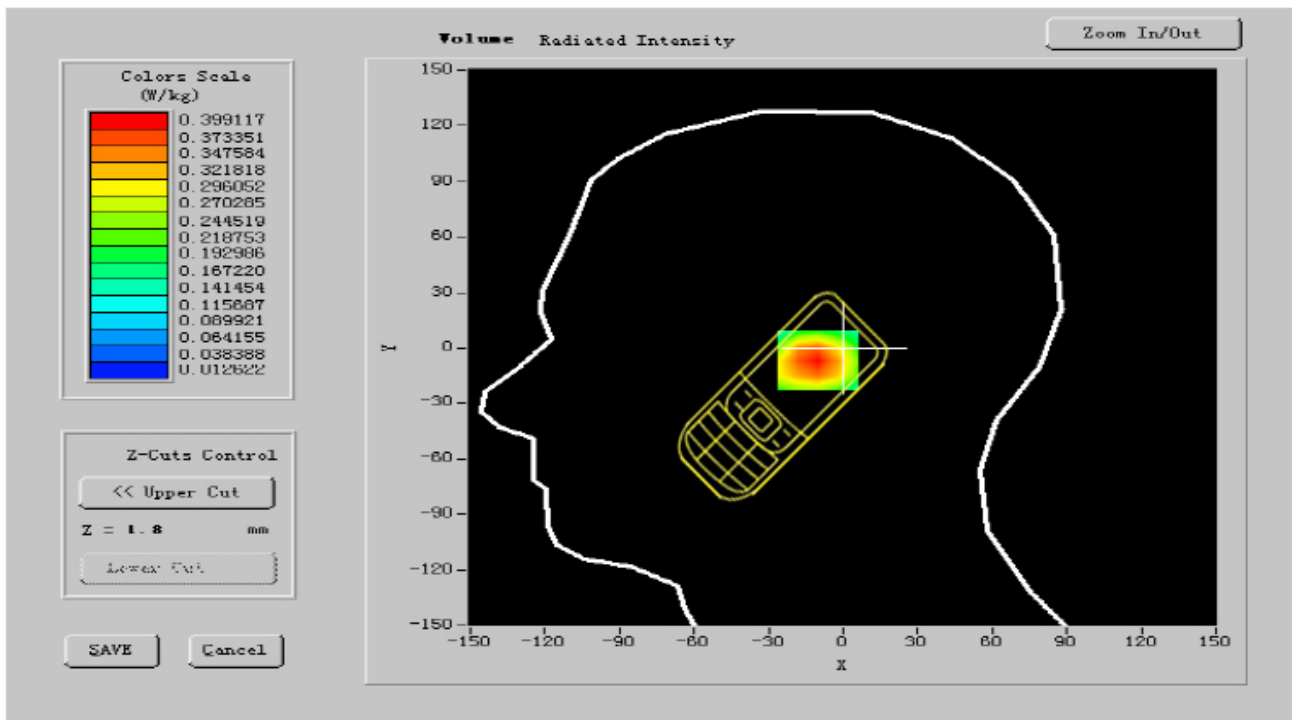 Volume Radiated Intensity
Zoom In/Out
Colors Scale
(W/kg)
0.399117
0.373351
0.347584
0.321818
0.296052
0.270285
0.244519
0.218753
0.192986
0.167220
0.141454
0.115687
0.089921
0.064155
0.038388
0.012622
Z-Cuts Control
<< Upper Cut
Z = 1.8 mm
Lower Cut
SAVE
Cancel
150
120
90
60
30
0
-30
-60
-90
-120
-150
Y
-150 -120 -90 -60 -30 0 30 60 90 120 150
X